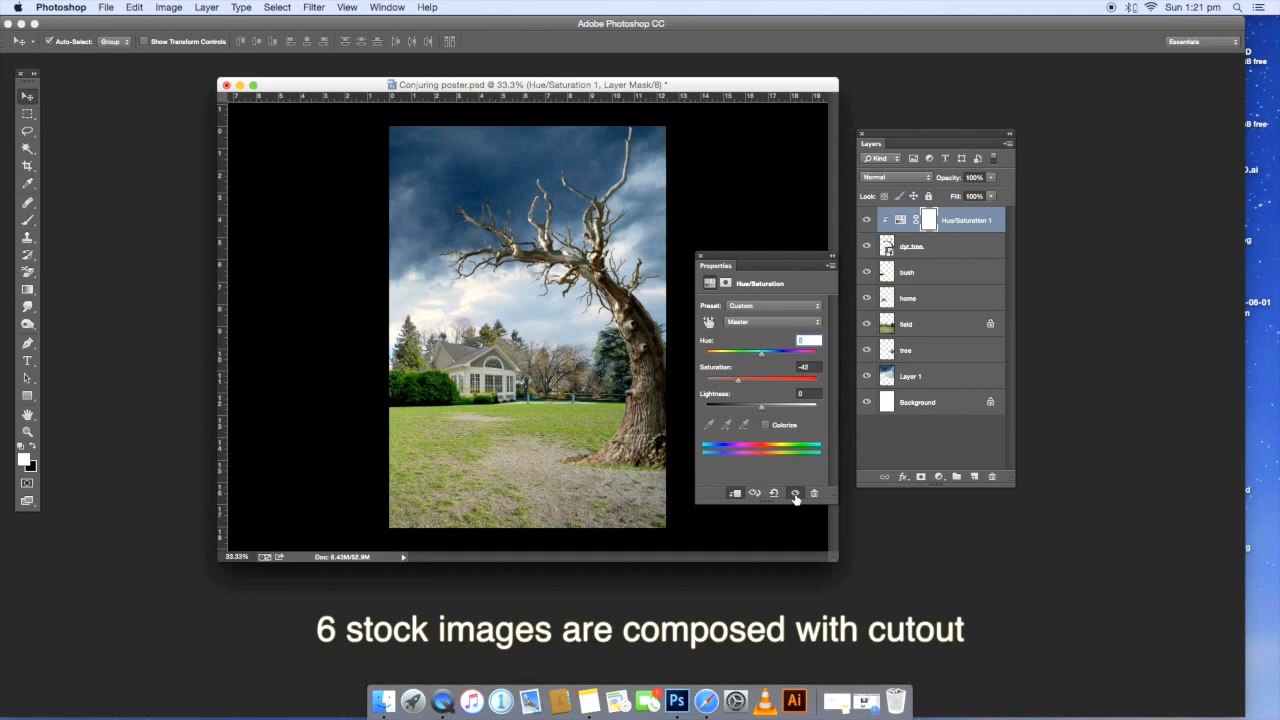 Photoshop File Edit Image Layer Type Select Filter View Window Help Sun 1:21 pm
Adobe Photoshop CC
Auto-Select: Group Show Transform Controls Essentials
Conjuring poster.psd @ 33.3% (Hue/Saturation 1, Layer Mask/8) *
Layers
Kind
Normal Opacity: 100%
Lock: Fill: 100%
Hue/Saturation 1
dyr tree
bush
home
field
tree
Layer 1
Background
Properties
Hue/Saturation
Preset: Custom
Master
Hue: 0
Saturation: -42
Lightness: 0
Colorize
33.33% Doc: 6.43M/52.9M
6 stock images are composed with cutout
Ps Ai